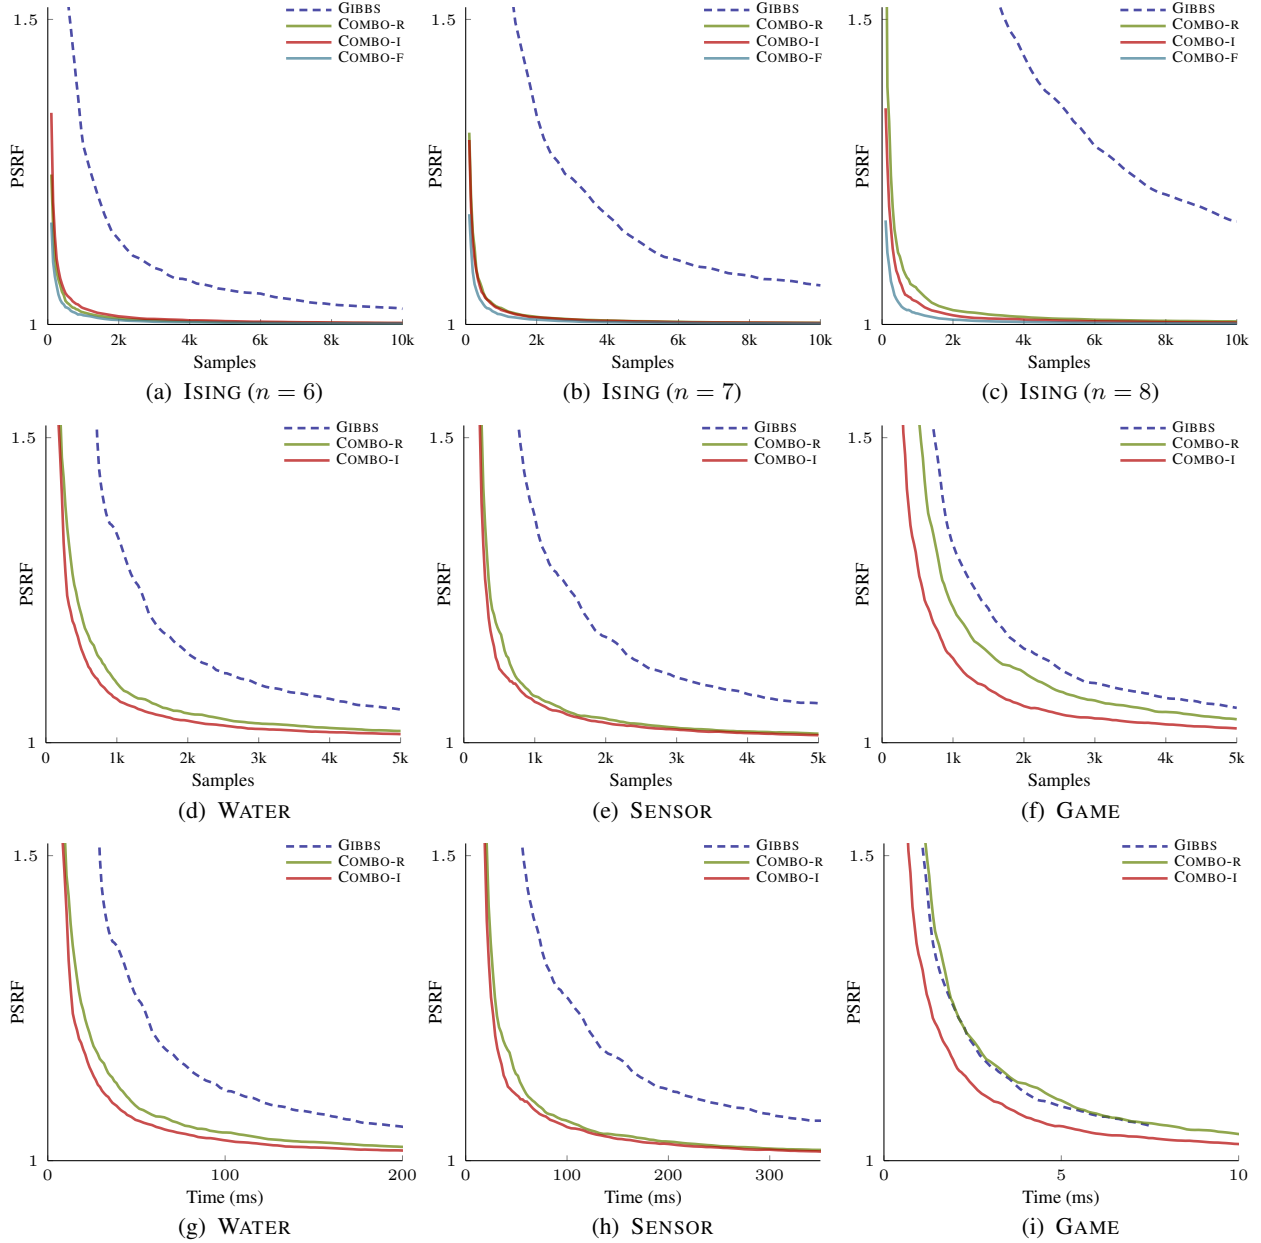 1.5
PSRF
1
0
2k
4k
6k
8k
10k
Samples
GIBBS
COMBO-R
COMBO-I
COMBO-F
(a) ISING (n = 6)
1.5
PSRF
1
0
2k
4k
6k
8k
10k
Samples
GIBBS
COMBO-R
COMBO-I
COMBO-F
(b) ISING (n = 7)
1.5
PSRF
1
0
2k
4k
6k
8k
10k
Samples
GIBBS
COMBO-R
COMBO-I
COMBO-F
(c) ISING (n = 8)
1.5
PSRF
1
0
1k
2k
3k
4k
5k
Samples
GIBBS
COMBO-R
COMBO-I
(d) WATER
1.5
PSRF
1
0
1k
2k
3k
4k
5k
Samples
GIBBS
COMBO-R
COMBO-I
(e) SENSOR
1.5
PSRF
1
0
1k
2k
3k
4k
5k
Samples
GIBBS
COMBO-R
COMBO-I
(f) GAME
1.5
PSRF
1
0
100
200
Time (ms)
GIBBS
COMBO-R
COMBO-I
(g) WATER
1.5
PSRF
1
0
100
200
300
Time (ms)
GIBBS
COMBO-R
COMBO-I
(h) SENSOR
1.5
PSRF
1
0
5
10
Time (ms)
GIBBS
COMBO-R
COMBO-I
(i) GAME